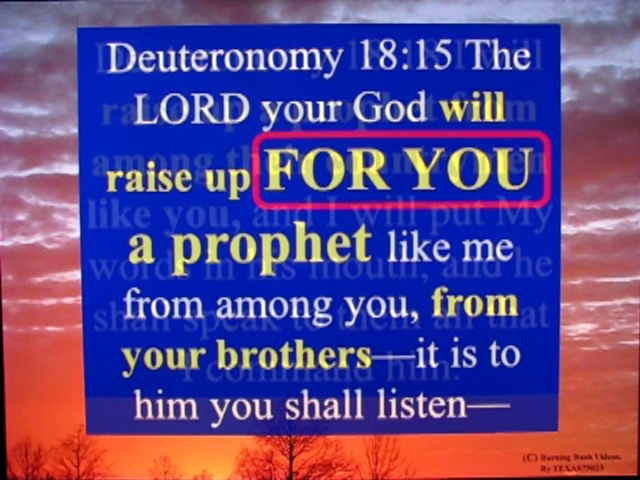 Deuteronomy 18:15 The
LORD your God will
raise up FOR YOU
a prophet like me
from among you, from
your brothers—it is to
him you shall listen—
(C) Burning Bush Videos,
By TEXAS75025